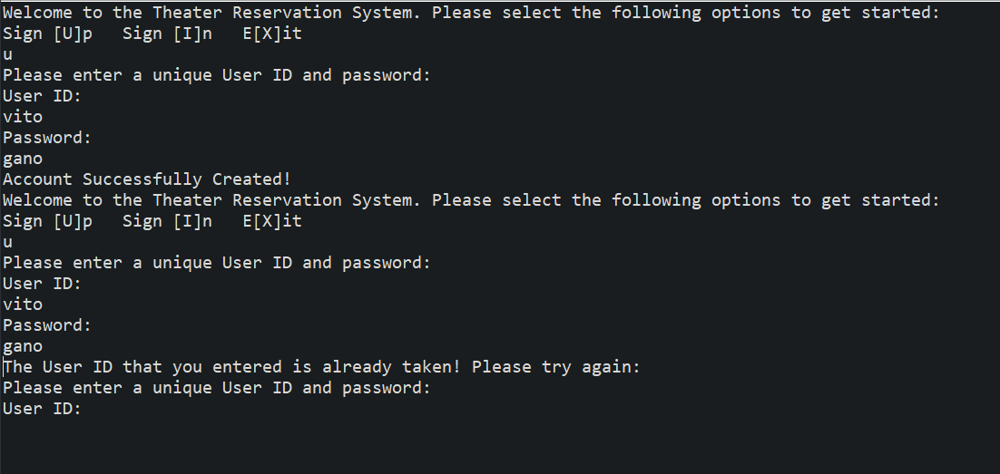 Welcome to the Theater Reservation System. Please select the following options to get started:
Sign [U]p   Sign [I]n   E[X]it
u
Please enter a unique User ID and password:
User ID:
vito
Password:
gano
Account Successfully Created!
Welcome to the Theater Reservation System. Please select the following options to get started:
Sign [U]p   Sign [I]n   E[X]it
u
Please enter a unique User ID and password:
User ID:
vito
Password:
gano
The User ID that you entered is already taken! Please try again:
Please enter a unique User ID and password:
User ID: